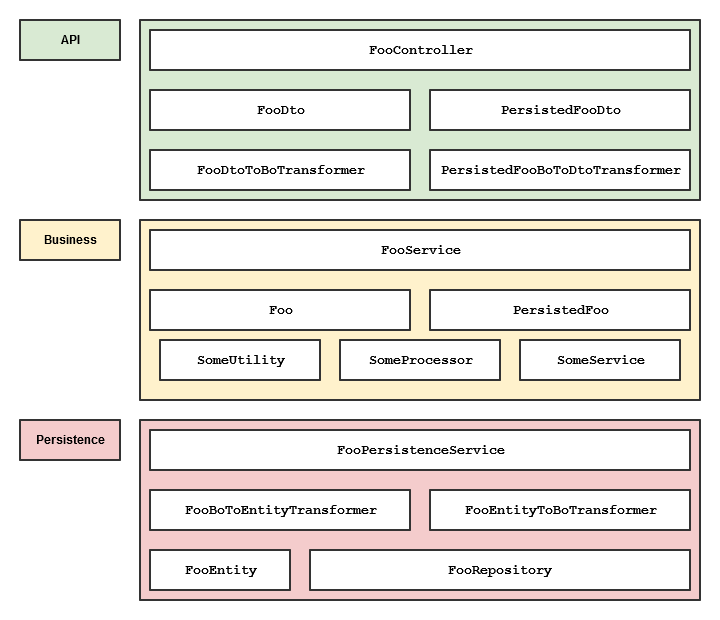 API
FooController
FooDto
PersistedFooDto
FooDtoToBoTransformer
PersistedFooBoToDtoTransformer
Business
FooService
Foo
PersistedFoo
SomeUtility
SomeProcessor
SomeService
Persistence
FooPersistenceService
FooBoToEntityTransformer
FooEntityToBoTransformer
FooEntity
FooRepository